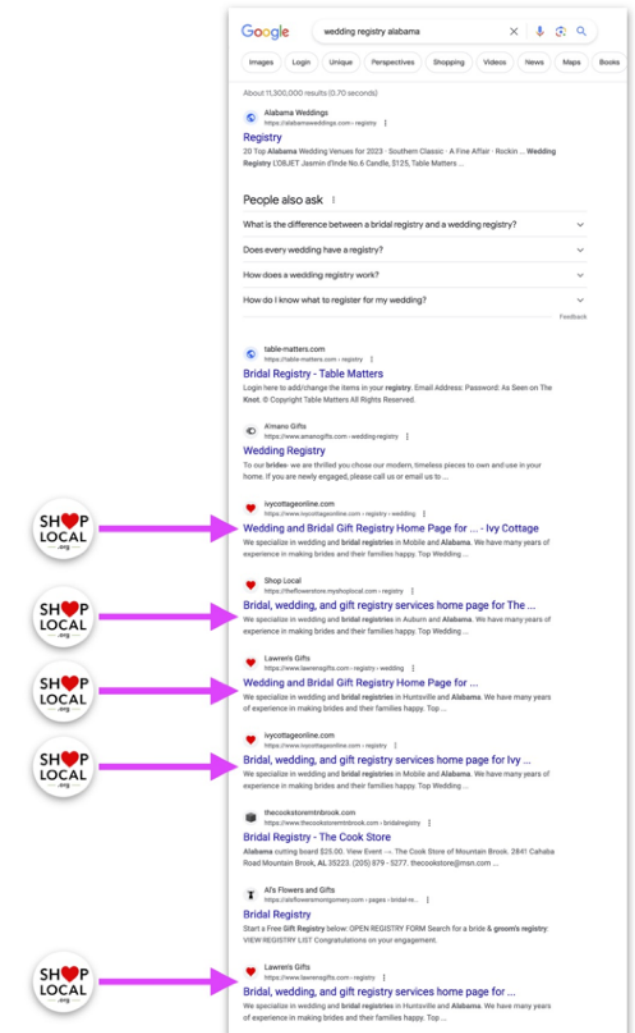 Google
wedding registry alabama
Images Login Unique Perspectives Shopping Videos News Maps Books
About 11,300,000 results (0.70 seconds)
Alabama Weddings
https://alabamaweddings.com › registry
Registry
20 Top Alabama Wedding Venues for 2023 · Southern Classic · A Fine Affair · Rockin ... Wedding
Registry L'OBJET Jasmin d'Inde No.6 Candle, $125, Table Matters ...
People also ask
What is the difference between a bridal registry and a wedding registry?
Does every wedding have a registry?
How does a wedding registry work?
How do I know what to register for my wedding?
Feedback
table-matters.com
https://table-matters.com › registry
Bridal Registry - Table Matters
Login here to add/change the items in your registry. Email Address: Password: As Seen on The
Knot. © Copyright Table Matters All Rights Reserved.
A'mano Gifts
https://www.amanogifts.com › wedding-registry
Wedding Registry
To our brides- we are thrilled you chose our modern, timeless pieces to own and use in your
home. If you are newly engaged, please call us or email us to ...
SHOP
LOCAL
.org
ivycottageonline.com
https://www.ivycottageonline.com › registry › wedding
Wedding and Bridal Gift Registry Home Page for ... - Ivy Cottage
We specialize in wedding and bridal registries in Mobile and Alabama. We have many years of
experience in making brides and their families happy. Top Wedding ...
SHOP
LOCAL
.org
Shop Local
https://theflowerstore.myshoplocal.com › registry
Bridal, wedding, and gift registry services home page for The ...
We specialize in wedding and bridal registries in Auburn and Alabama. We have many years of
experience in making brides and their families happy. Top Wedding ...
SHOP
LOCAL
.org
Lawren's Gifts
https://www.lawrensgifts.com › registry › wedding
Wedding and Bridal Gift Registry Home Page for ...
We specialize in wedding and bridal registries in Huntsville and Alabama. We have many years
of experience in making brides and their families happy. Top ...
SHOP
LOCAL
.org
ivycottageonline.com
https://www.ivycottageonline.com › registry
Bridal, wedding, and gift registry services home page for Ivy ...
We specialize in wedding and bridal registries in Mobile and Alabama. We have many years of
experience in making brides and their families happy. Top Wedding ...
thecookstoremtnbrook.com
https://www.thecookstoremtnbrook.com › bridalregistry
Bridal Registry - The Cook Store
Alabama cutting board $25.00. View Event →. The Cook Store of Mountain Brook. 2841 Cahaba
Road Mountain Brook, AL 35223. (205) 879 - 5277. thecookstore@msn.com ...
Al's Flowers and Gifts
https://alsflowersmontgomery.com › pages › bridal-re...
Bridal Registry
Start a Free Gift Registry below: OPEN REGISTRY FORM Search for a bride & groom's registry:
VIEW REGISTRY LIST Congratulations on your engagement.
SHOP
LOCAL
.org
Lawren's Gifts
https://www.lawrensgifts.com › registry
Bridal, wedding, and gift registry services home page for ...
We specialize in wedding and bridal registries in Huntsville and Alabama. We have many years
of experience in making brides and their families happy. Top ...